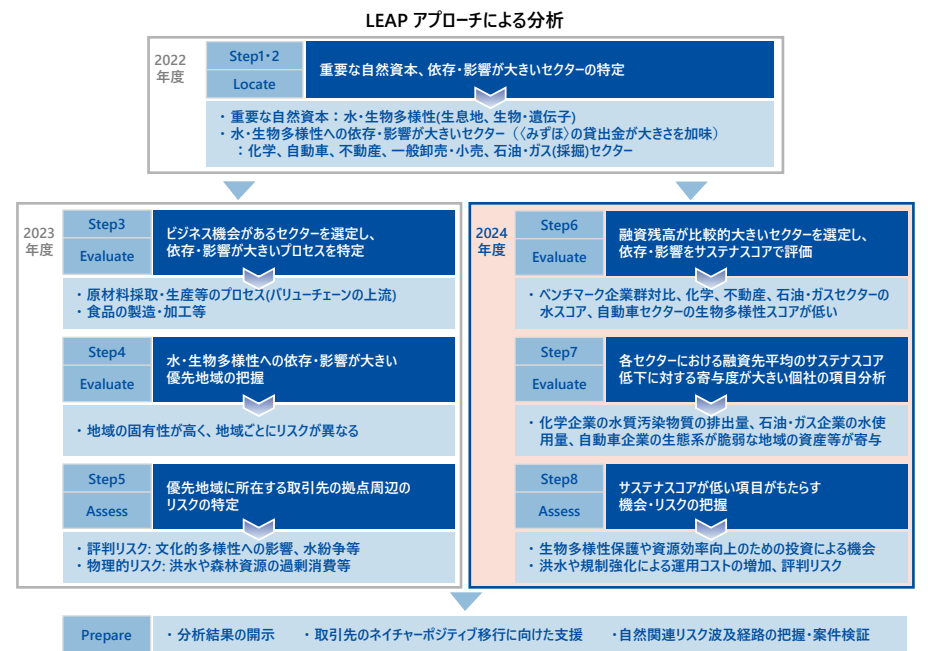 LEAP アプローチによる分析
2022
年度
Step1・2
Locate
重要な自然資本、依存・影響が大きいセクターの特定
・ 重要な自然資本：水・生物多様性(生息地、生物・遺伝子)
・ 水・生物多様性への依存・影響が大きいセクター（〈みずほ〉の貸出金が大きさを加味）
：化学、自動車、不動産、一般卸売・小売、石油・ガス(採掘)セクター
2023
年度
Step3
Evaluate
ビジネス機会があるセクターを選定し、
依存・影響が大きいプロセスを特定
・ 原材料採取・生産等のプロセス(バリューチェーンの上流)
・ 食品の製造・加工等
Step4
Evaluate
水・生物多様性への依存・影響が大きい
優先地域の把握
・ 地域の固有性が高く、地域ごとにリスクが異なる
Step5
Assess
優先地域に所在する取引先の拠点周辺の
リスクの特定
・ 評判リスク: 文化的多様性への影響、水紛争等
・ 物理的リスク: 洪水や森林資源の過剰消費等
2024
年度
Step6
Evaluate
融資残高が比較的大きいセクターを選定し、
依存・影響をサステナスコアで評価
・ ベンチマーク企業群対比、化学、不動産、石油・ガスセクターの
水スコア、自動車セクターの生物多様性スコアが低い
Step7
Evaluate
各セクターにおける融資先平均のサステナスコア
低下に対する寄与度が大きい個社の項目分析
・ 化学企業の水質汚染物質の排出量、石油・ガス企業の水使
用量、自動車企業の生態系が脆弱な地域の資産等が寄与
Step8
Assess
サステナスコアが低い項目がもたらす
機会・リスクの把握
・ 生物多様性保護や資源効率向上のための投資による機会
・ 洪水や規制強化による運用コストの増加、評判リスク
Prepare
・ 分析結果の開示
・ 取引先のネイチャーポジティブ移行に向けた支援
・自然関連リスク波及経路の把握・案件検証